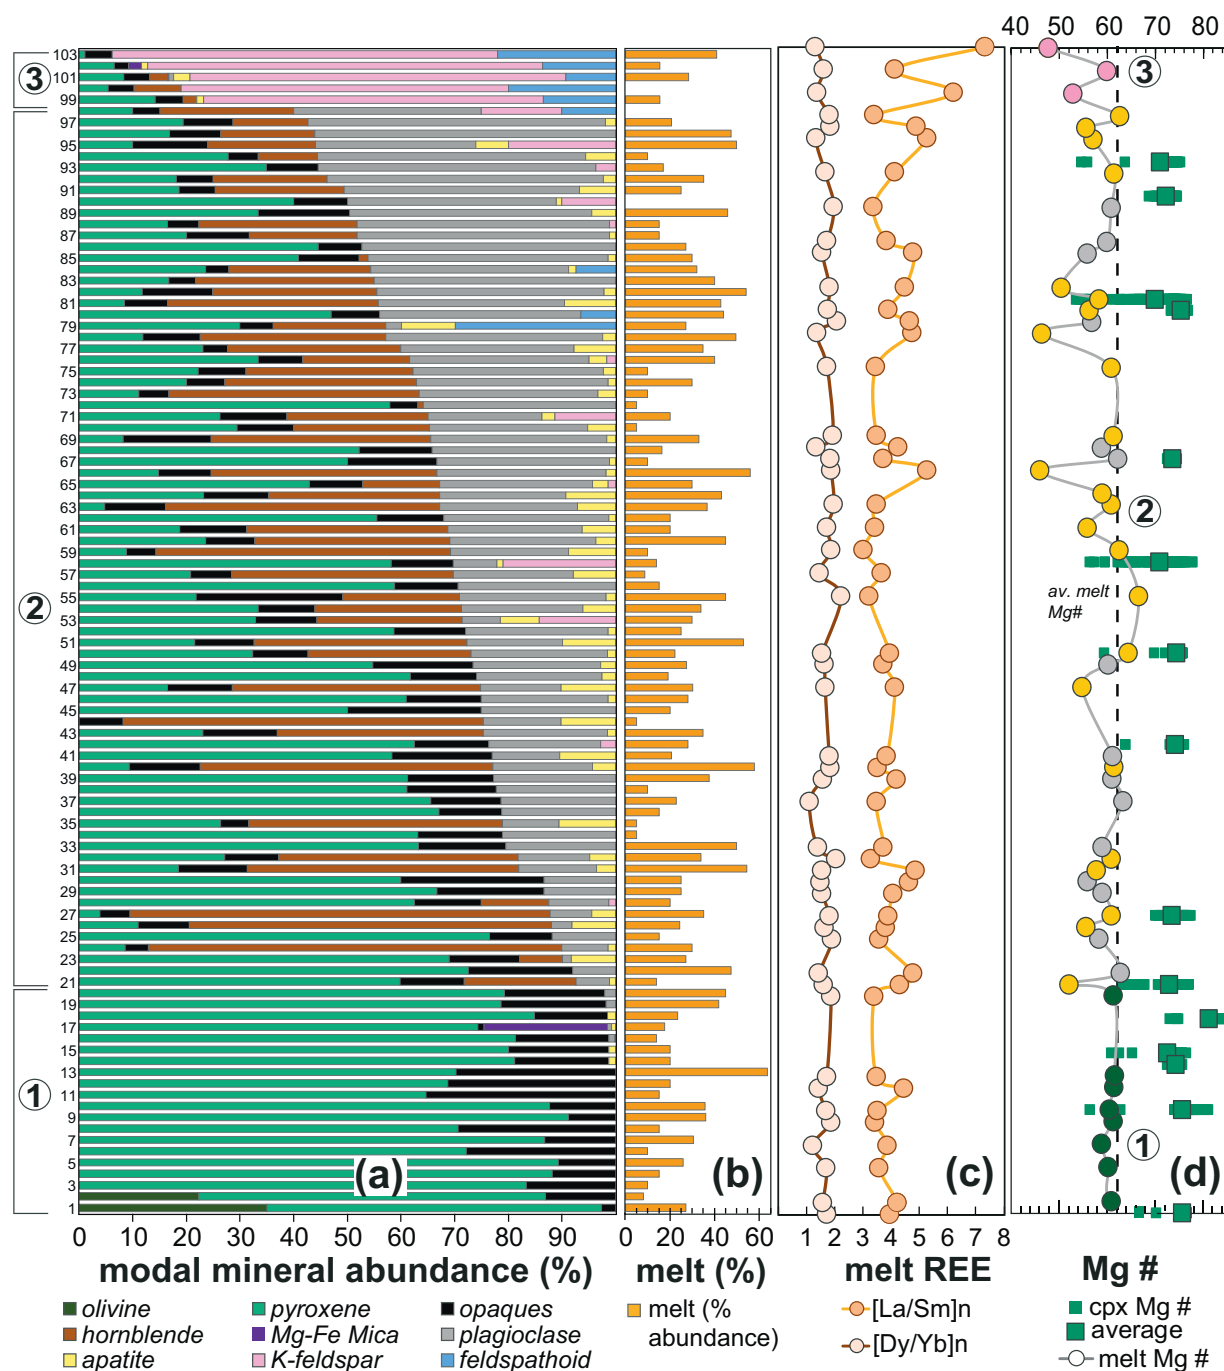 40 50 60 70 80
103
101
99
97
95
93
91
89
87
85
83
81
79
77
75
73
71
69
67
65
63
61
59
57
55
53
51
49
47
45
43
41
39
37
35
33
31
29
27
25
23
21
19
17
15
13
11
9
7
5
3
1
3
2
1
3
2
1
av. melt
Mg#
(a) (b) (c) (d)
0 10 20 30 40 50 60 70 80 90
0 20 40 60
1 2 3 4 5 6 7 8
modal mineral abundance (%)
melt (%)
melt REE
Mg #
olivine
pyroxene
opaques
hornblende
Mg-Fe Mica
plagioclase
apatite
K-feldspar
feldspathoid
melt (%
abundance)
[La/Sm]n
[Dy/Yb]n
cpx Mg #
average
melt Mg #